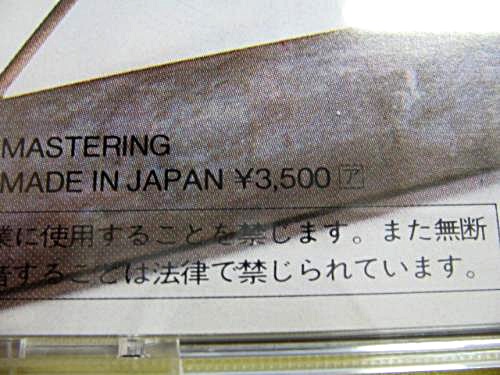 MASTERING
MADE IN JAPAN ¥3,500 ア
業に使用することを禁じます。また無断
することは法律で禁じられています。